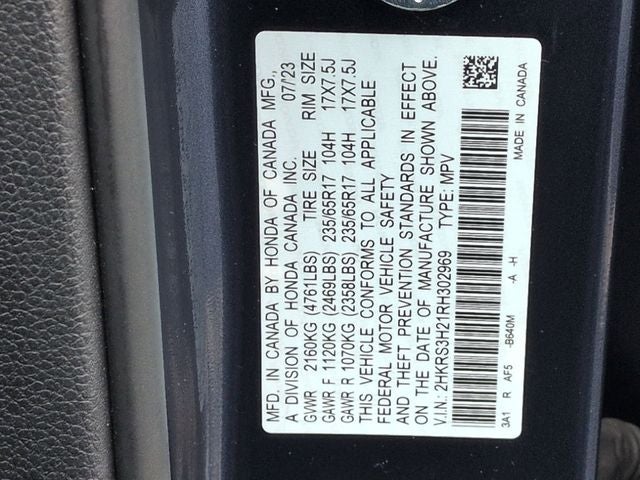 MFD. IN CANADA BY HONDA OF CANADA MFG.,
A DIVISION OF HONDA CANADA INC. 07/23
GVWR 2160KG (4761LBS) TIRE SIZE RIM SIZE
GAWR F 1120KG (2469LBS) 235/65R17 104H 17X7.5J
GAWR R 1070KG (2358LBS) 235/65R17 104H 17X7.5J
THIS VEHICLE CONFORMS TO ALL APPLICABLE
FEDERAL MOTOR VEHICLE SAFETY
AND THEFT PREVENTION STANDARDS IN EFFECT
ON THE DATE OF MANUFACTURE SHOWN ABOVE.
V.I.N.: 2HKRS3H21RH302969 TYPE: MPV
3A1 R AF5 -B640M -A -H MADE IN CANADA